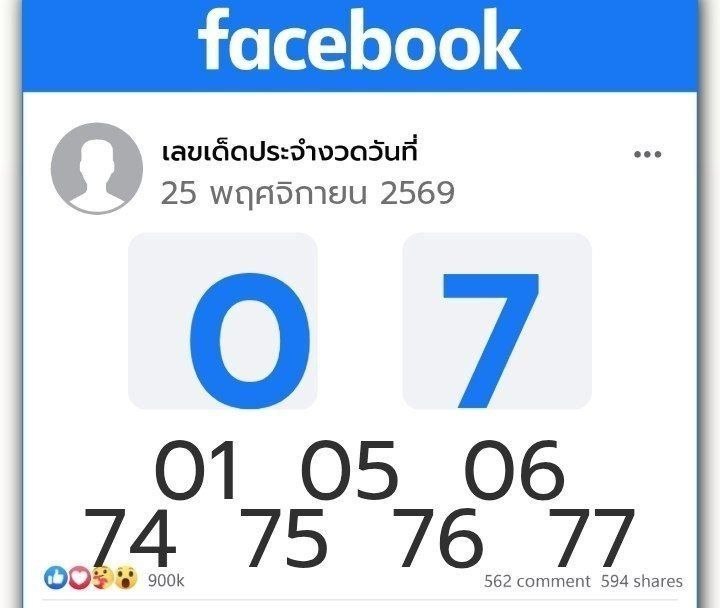 facebook
เลขเด็ดประจำงวดวันที่
25 พฤศจิกายน 2569
0 7
01 05 06
74 75 76 77
900k 562 comment 594 shares